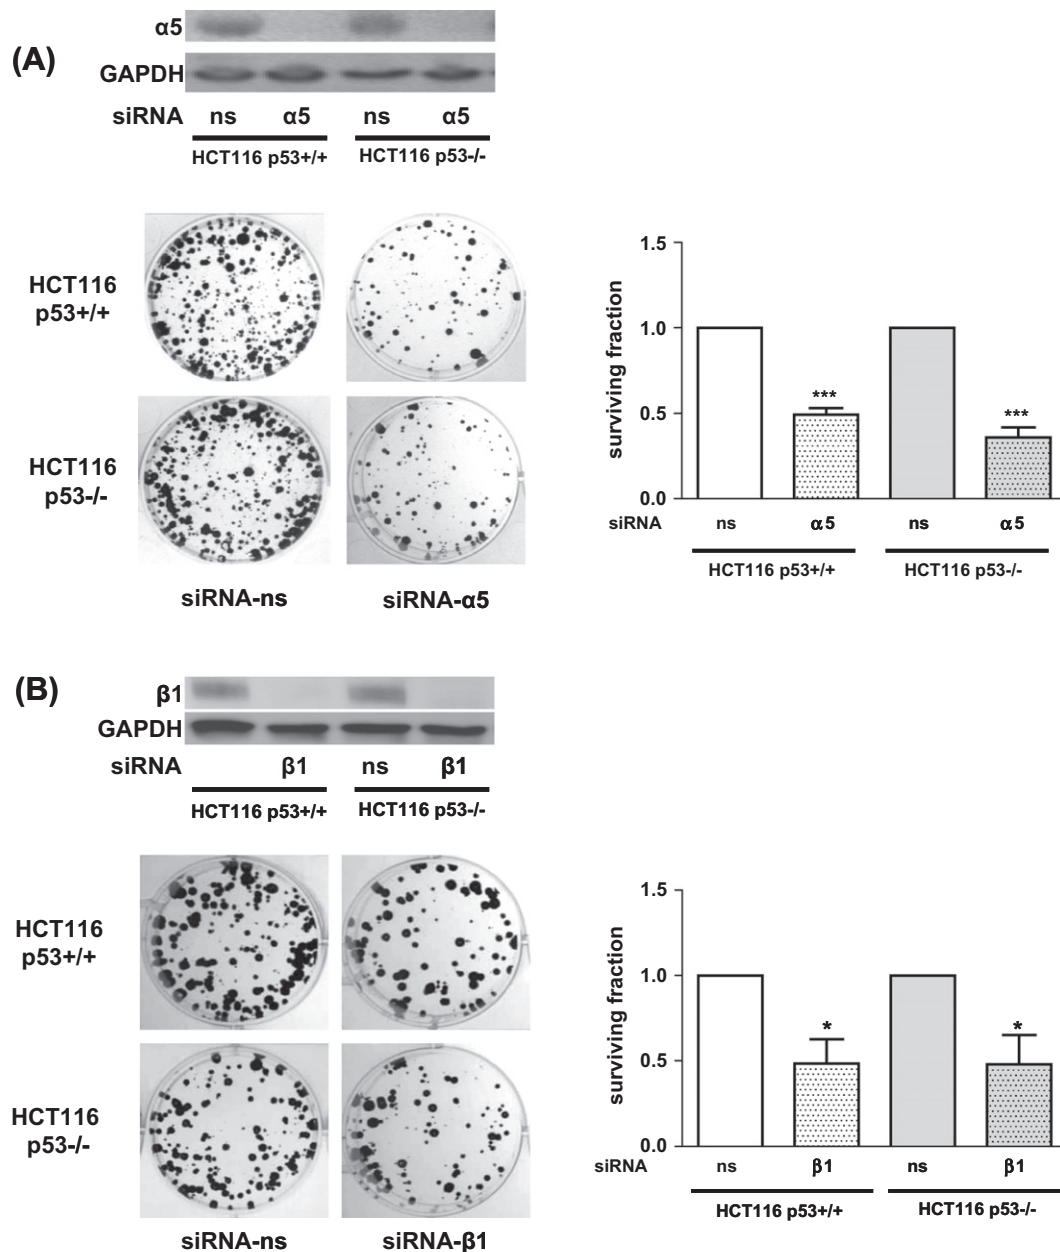 (A)
α5
GAPDH
siRNA ns α5 ns α5
HCT116 p53+/+ HCT116 p53-/-
HCT116
p53+/+
HCT116
p53-/-
siRNA-ns siRNA-α5
surviving fraction
1.5
1.0
0.5
0.0
***
***
siRNA ns α5 ns α5
HCT116 p53+/+ HCT116 p53-/-
(B)
β1
GAPDH
siRNA β1 ns β1
HCT116 p53+/+ HCT116 p53-/-
HCT116
p53+/+
HCT116
p53-/-
siRNA-ns siRNA-β1
surviving fraction
1.5
1.0
0.5
0.0
*
*
siRNA ns β1 ns β1
HCT116 p53+/+ HCT116 p53-/-